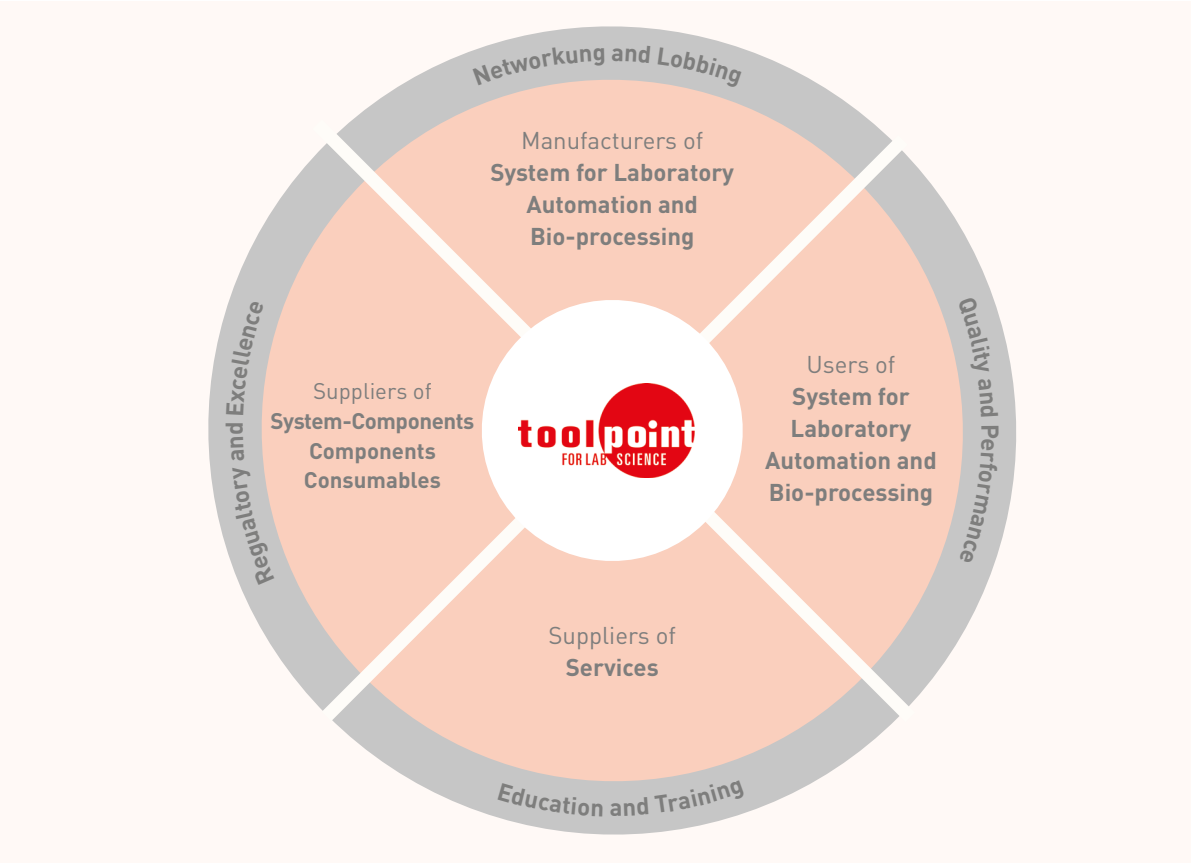 Networkung and Lobbing
Manufacturers of
System for Laboratory
Automation and
Bio-processing
Regualtory and Excellence
Suppliers of
System-Components
Components
Consumables
toolpoint
FOR LAB SCIENCE
Users of
System for
Laboratory
Automation and
Bio-processing
Quality and Performance
Suppliers of
Services
Education and Training